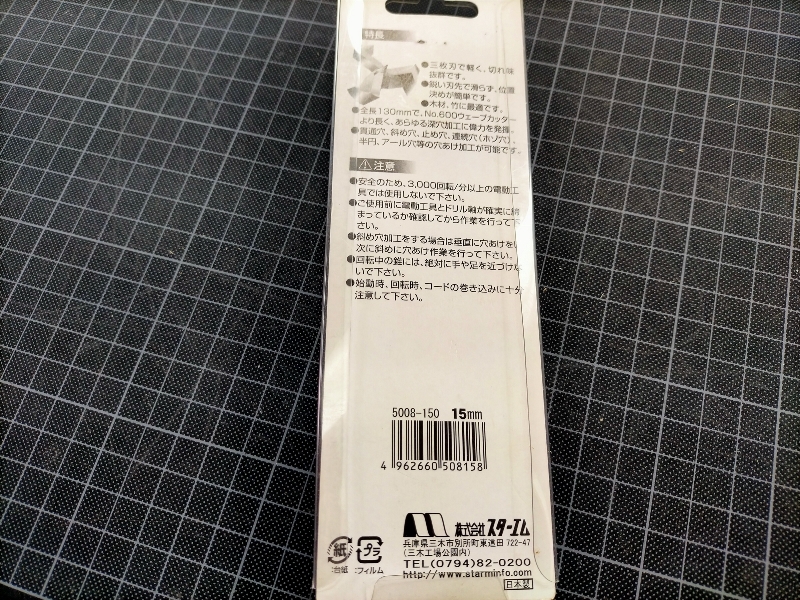 特長
●三枚刃で軽く、切れ味
抜群です。
●鋭い刃先で滑らず、位置
決めが簡単です。
●木材、竹に最適です。
●全長130mmで、No.600ウェーブカッター
より長く、あらゆる深穴加工に偉力を発揮。
●貫通穴、斜め穴、止め穴、連続穴(ホゾ穴)、
半円、アール穴等の穴あけ加工が可能です。
注意
●安全のため、3,000回転/分以上の電動工
具では使用しないで下さい。
●ご使用前に電動工具とドリル軸が確実に締
まっているか確認してから作業を行って下
さい。
●斜め穴加工をする場合は垂直に穴あけをし
次に斜めに穴あけ作業を行って下さい。
●回転中の錐には、絶対に手や足を近づけな
いで下さい。
●始動時、回転時、コードの巻き込みに十分
注意して下さい。
5008-150 15mm
4 962660 508158
株式会社スターエム
兵庫県三木市別所町東這田722-47
(三木工場公園内)
TEL(0794)82-0200
http://www.starminfo.com
日本製
紙
:台紙
プラ
:フィルム